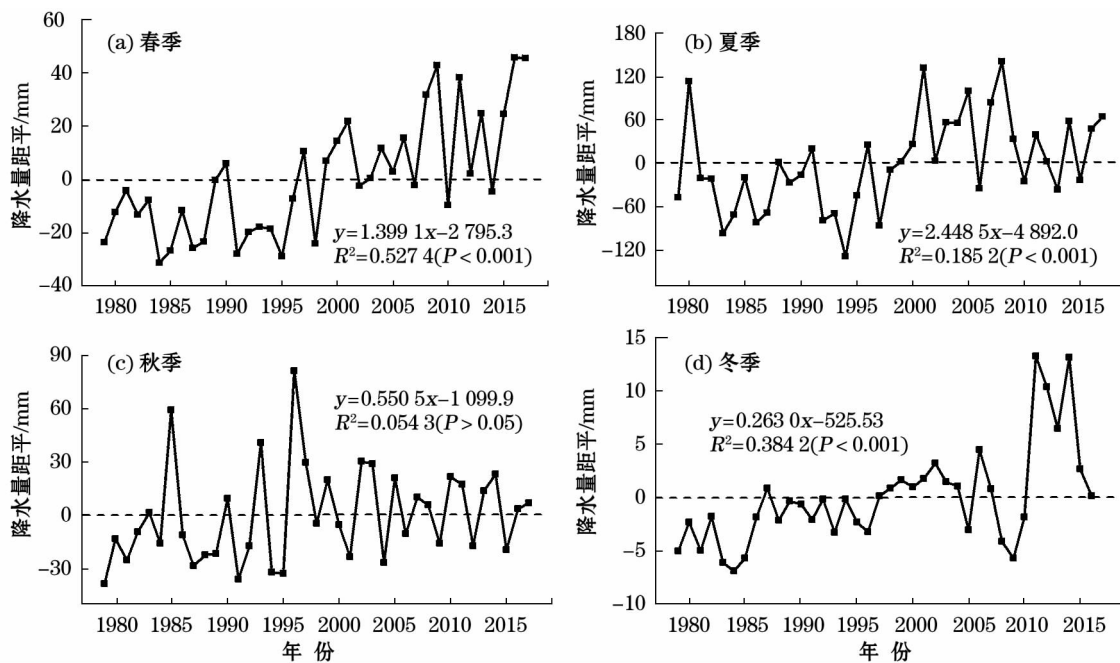 (a) 春季
降水量距平/mm
60
40
20
0
−20
−40
y=1.399 1x−2 795.3
R²=0.527 4(P<0.001)
1980 1985 1990 1995 2000 2005 2010 2015
(b) 夏季
降水量距平/mm
180
120
60
0
−60
−120
y=2.448 5x−4 892.0
R²=0.185 2(P<0.001)
1980 1985 1990 1995 2000 2005 2010 2015
(c) 秋季
降水量距平/mm
90
60
30
0
−30
y=0.550 5x−1 099.9
R²=0.054 3(P>0.05)
1980 1985 1990 1995 2000 2005 2010 2015
年 份
(d) 冬季
降水量距平/mm
15
10
5
0
−5
−10
y=0.263 0x−525.53
R²=0.384 2(P<0.001)
1980 1985 1990 1995 2000 2005 2010 2015
年 份